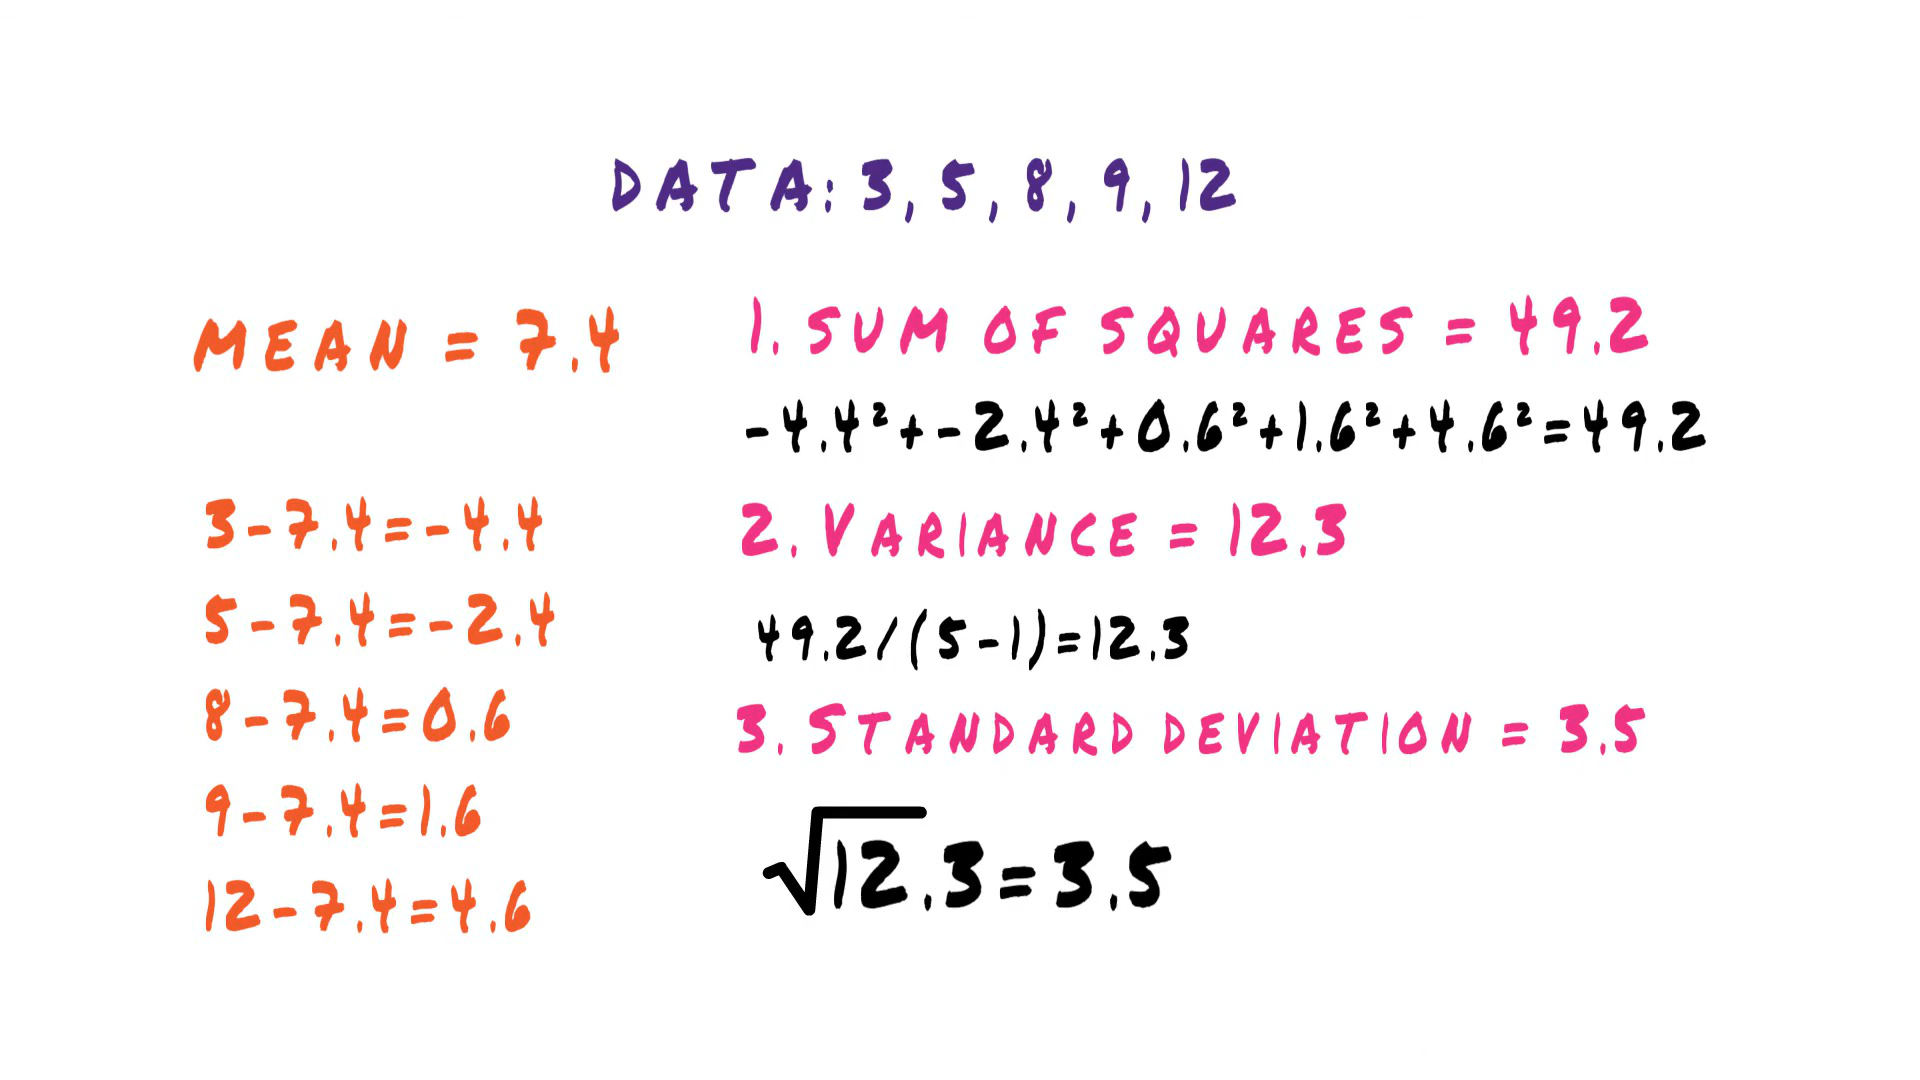 DATA: 3, 5, 8, 9, 12
MEAN = 7.4
3-7.4=-4.4
5-7.4=-2.4
8-7.4=0.6
9-7.4=1.6
12-7.4=4.6
1. SUM OF SQUARES = 49.2
-4.4²+-2.4²+0.6²+1.6²+4.6²=49.2
2. VARIANCE = 12.3
49.2/(5-1)=12.3
3. STANDARD DEVIATION = 3.5
√12.3=3.5